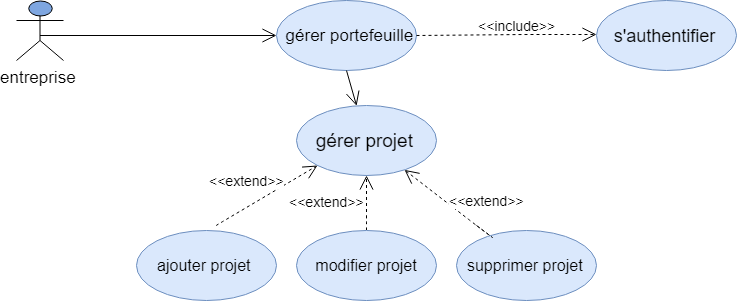 gérer portefeuille
<<include>>
s'authentifier
entreprise
gérer projet
<<extend>>
<<extend>>
<<extend>>
ajouter projet
modifier projet
supprimer projet